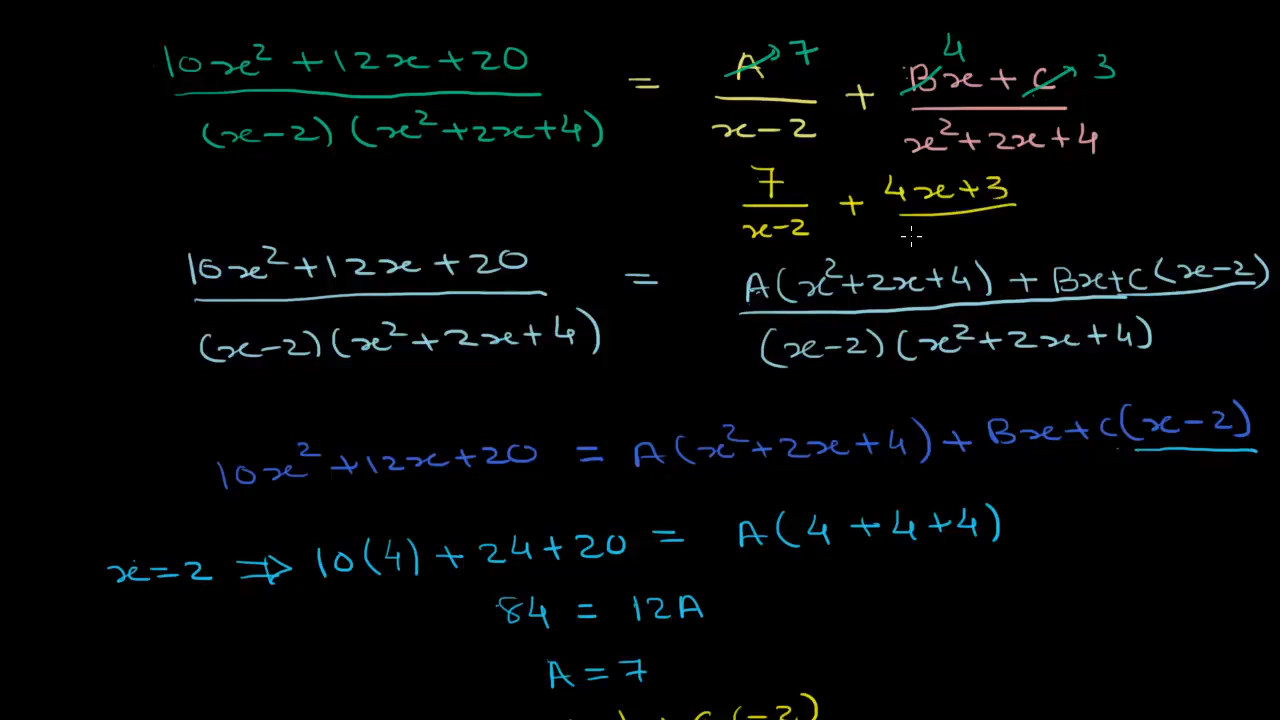 10x² + 12x + 20 / (x-2) (x² + 2x + 4) = A → 7 / x - 2 + Bx + C → 3 / x² + 2x + 4
4
7 / x-2 + 4x + 3
10x² + 12x + 20 / (x-2) (x² + 2x + 4) = A(x² + 2x + 4) + Bx + C (x-2) / (x-2) (x² + 2x + 4)
10x² + 12x + 20 = A(x² + 2x + 4) + Bx + C (x - 2)
x = 2 ⇒ 10(4) + 24 + 20 = A(4 + 4 + 4)
84 = 12A
A = 7